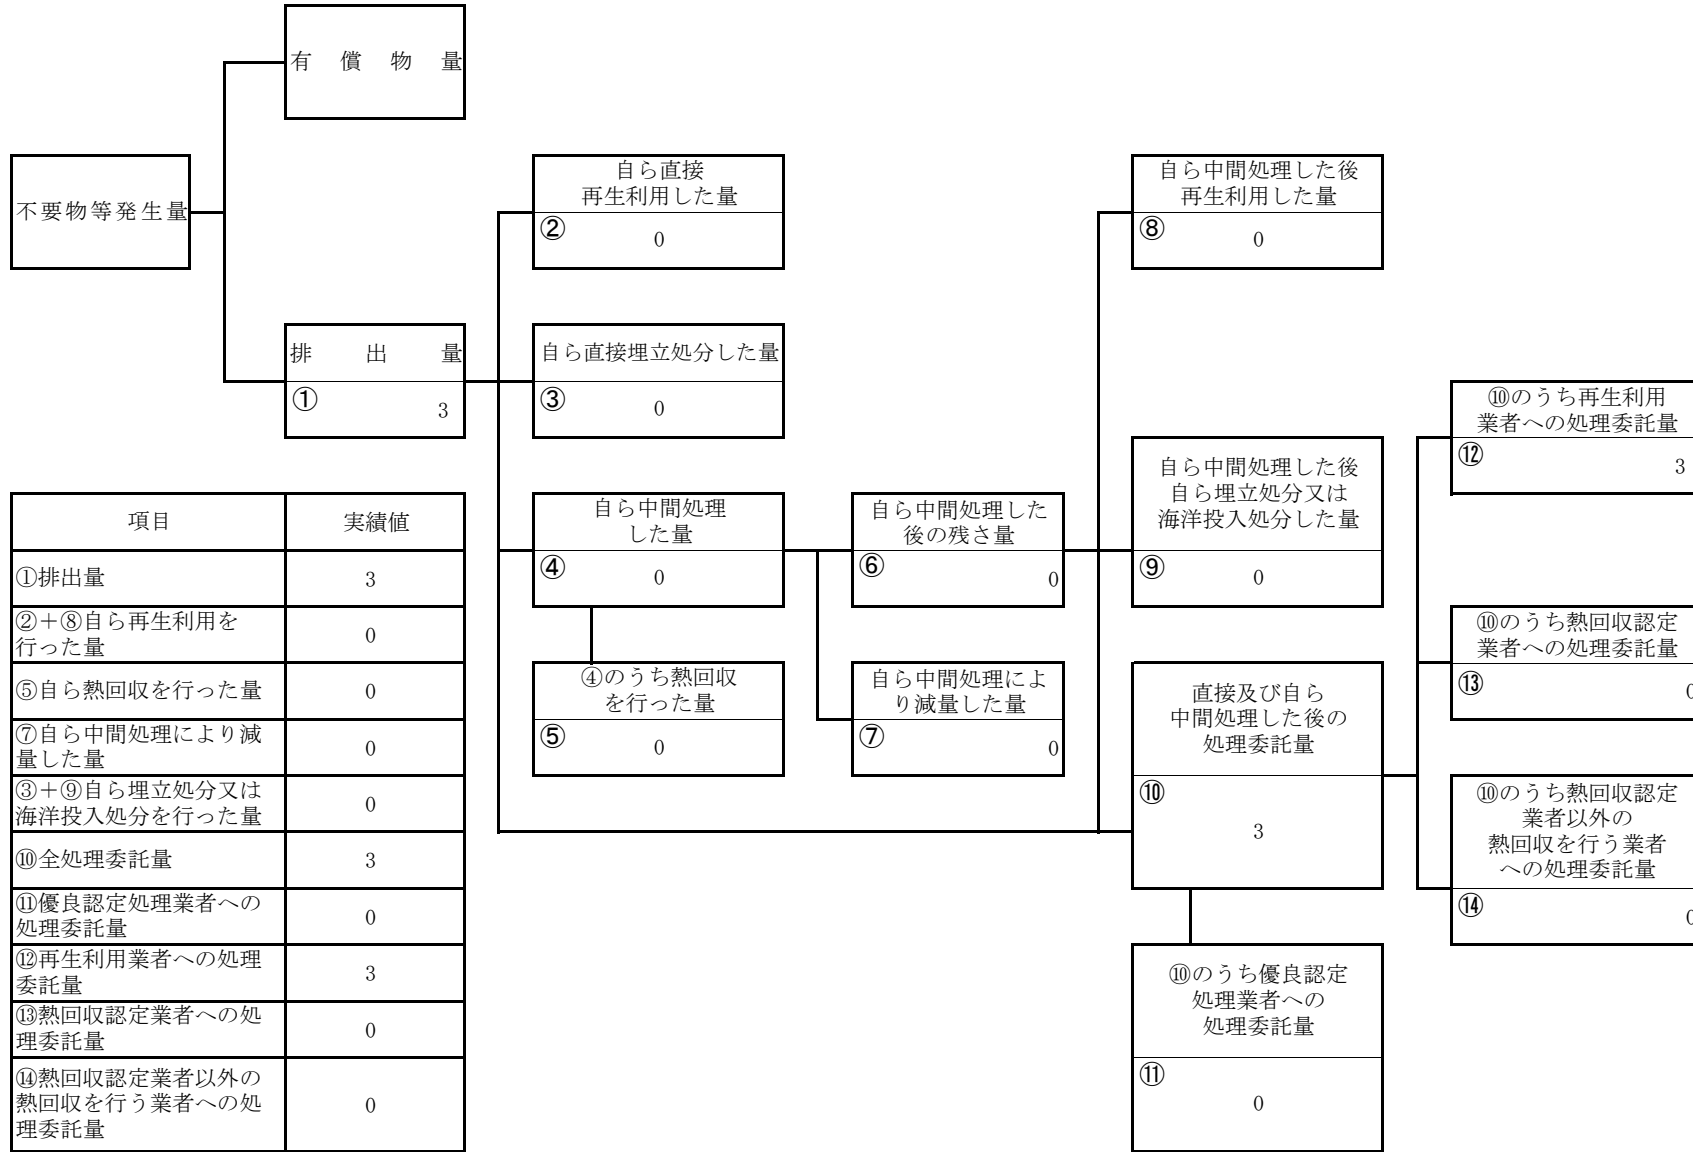 有償物量
不要物等発生量
排出量
①
3
自ら直接
再生利用した量
②
0
自ら直接埋立処分した量
③
0
自ら中間処理
した量
④
0
④のうち熱回収
を行った量
⑤
0
自ら中間処理した
後の残さ量
⑥
0
自ら中間処理によ
り減量した量
⑦
0
自ら中間処理した後
再生利用した量
⑧
0
自ら中間処理した後
自ら埋立処分又は
海洋投入処分した量
⑨
0
直接及び自ら
中間処理した後の
処理委託量
⑩
3
⑩のうち優良認定
処理業者への
処理委託量
⑪
0
⑩のうち再生利用
業者への処理委託量
⑫
3
⑩のうち熱回収認定
業者への処理委託量
⑬
0
⑩のうち熱回収認定
業者以外の
熱回収を行う業者
への処理委託量
⑭
0
項目 実績値
①排出量 3
②＋⑧自ら再生利用を
行った量 0
⑤自ら熱回収を行った量 0
⑦自ら中間処理により減
量した量 0
③＋⑨自ら埋立処分又は
海洋投入処分を行った量 0
⑩全処理委託量 3
⑪優良認定処理業者への
処理委託量 0
⑫再生利用業者への処理
委託量 3
⑬熱回収認定業者への処
理委託量 0
⑭熱回収認定業者以外の
熱回収を行う業者への処
理委託量 0